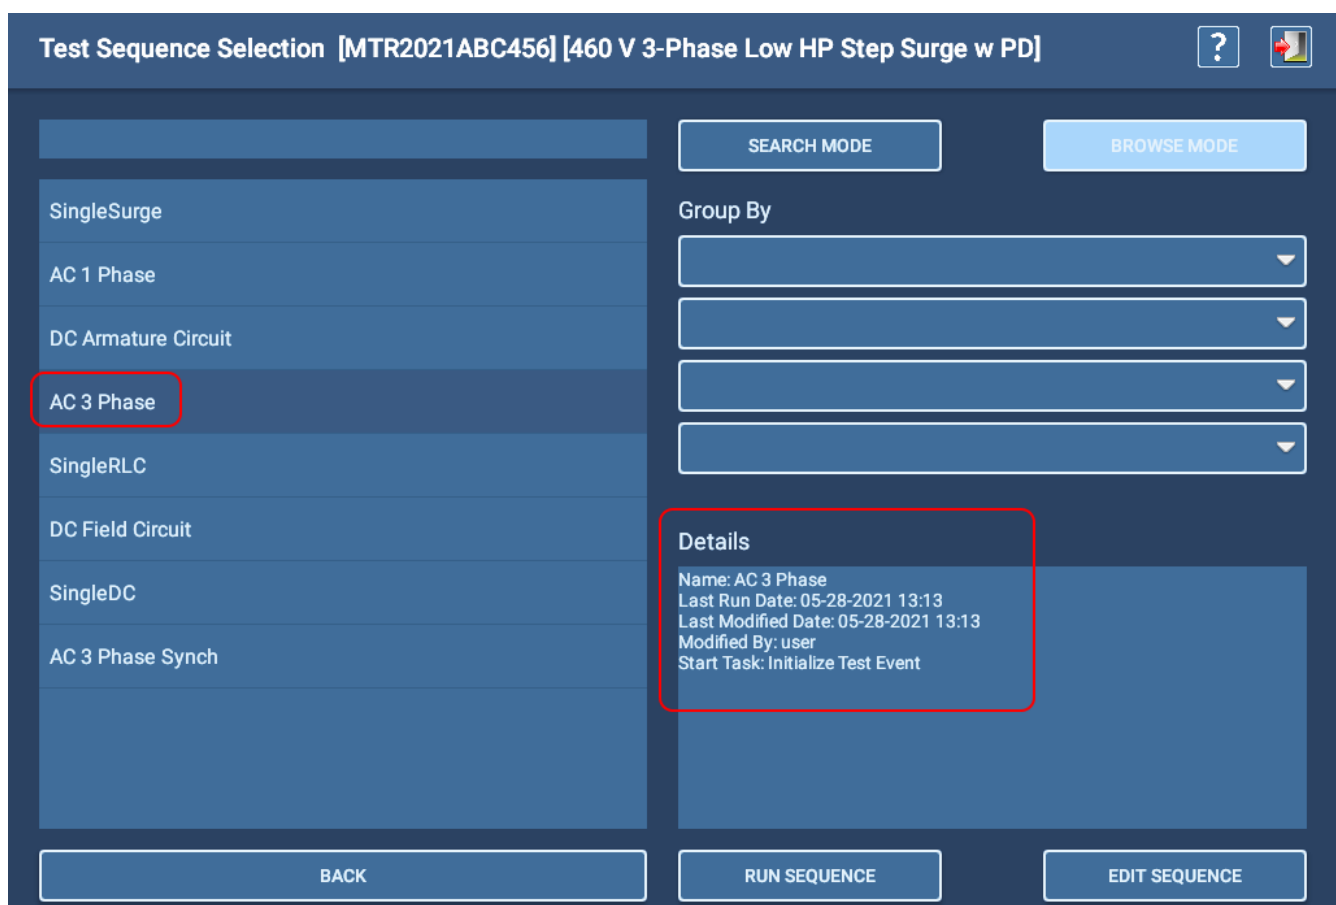 Test Sequence Selection [MTR2021ABC456] [460 V 3-Phase Low HP Step Surge w PD]
?
SEARCH MODE
BROWSE MODE
SingleSurge
AC 1 Phase
DC Armature Circuit
AC 3 Phase
SingleRLC
DC Field Circuit
SingleDC
AC 3 Phase Synch
Group By
Details
Name: AC 3 Phase
Last Run Date: 05-28-2021 13:13
Last Modified Date: 05-28-2021 13:13
Modified By: user
Start Task: Initialize Test Event
BACK
RUN SEQUENCE
EDIT SEQUENCE